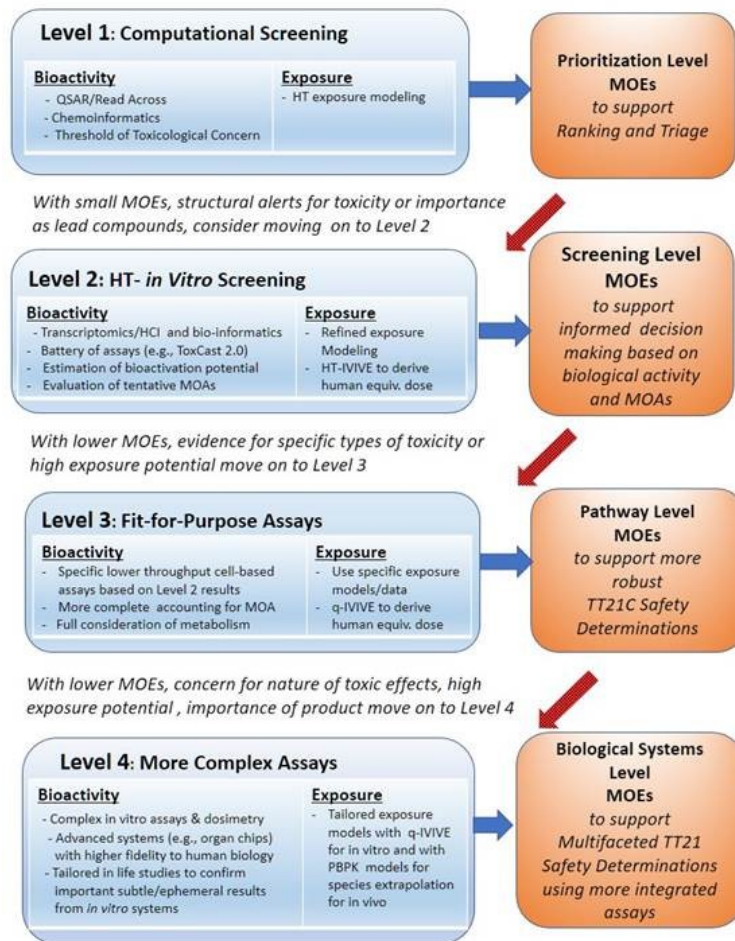 Level 1: Computational Screening
Bioactivity
- QSAR/Read Across
- Chemoinformatics
- Threshold of Toxicological Concern
Exposure
- HT exposure modeling
Prioritization Level
MOEs
to support
Ranking and Triage
With small MOEs, structural alerts for toxicity or importance
as lead compounds, consider moving on to Level 2
Level 2: HT- in Vitro Screening
Bioactivity
- Transcriptomics/HCI and bio-informatics
- Battery of assays (e.g., ToxCast 2.0)
- Estimation of bioactivation potential
- Evaluation of tentative MOAs
Exposure
- Refined exposure
Modeling
- HT-IVIVE to derive
human equiv. dose
Screening Level
MOEs
to support
informed decision
making based on
biological activity
and MOAs
With lower MOEs, evidence for specific types of toxicity or
high exposure potential move on to Level 3
Level 3: Fit-for-Purpose Assays
Bioactivity
- Specific lower throughput cell-based
assays based on Level 2 results
- More complete accounting for MOA
- Full consideration of metabolism
Exposure
- Use specific exposure
models/data
- q-IVIVE to derive
human equiv. dose
Pathway Level
MOEs
to support more
robust
TT21C Safety
Determinations
With lower MOEs, concern for nature of toxic effects, high
exposure potential , importance of product move on to Level 4
Level 4: More Complex Assays
Bioactivity
- Complex in vitro assays & dosimetry
- Advanced systems (e.g., organ chips)
with higher fidelity to human biology
- Tailored in life studies to confirm
important subtle/ephemeral results
from in vitro systems
Exposure
- Tailored exposure
models with q-IVIVE
for in vitro and with
PBPK models for
species extrapolation
for in vivo
Biological Systems
Level
MOEs
to support
Multifaceted TT21
Safety Determinations
using more integrated
assays